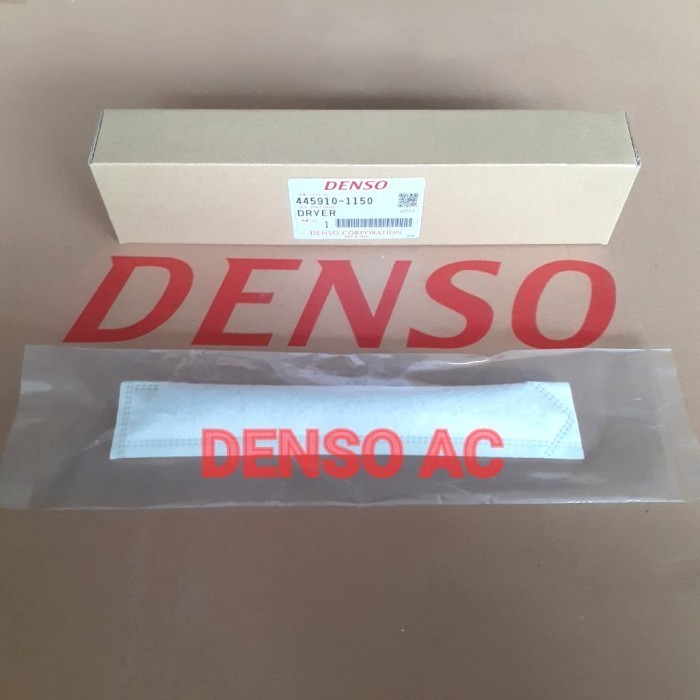 DENSO
445910-1150
DRYER
1
DENSO CORPORATION
DENSO
DENSO AC